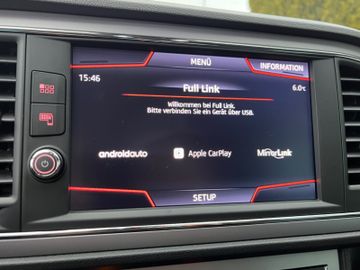 MENÜ
INFORMATION
15:46
Full Link
6.0°C
Willkommen bei Full Link.
Bitte verbinden Sie ein Gerät über USB.
androidauto
Apple CarPlay
MirrorLink
SETUP